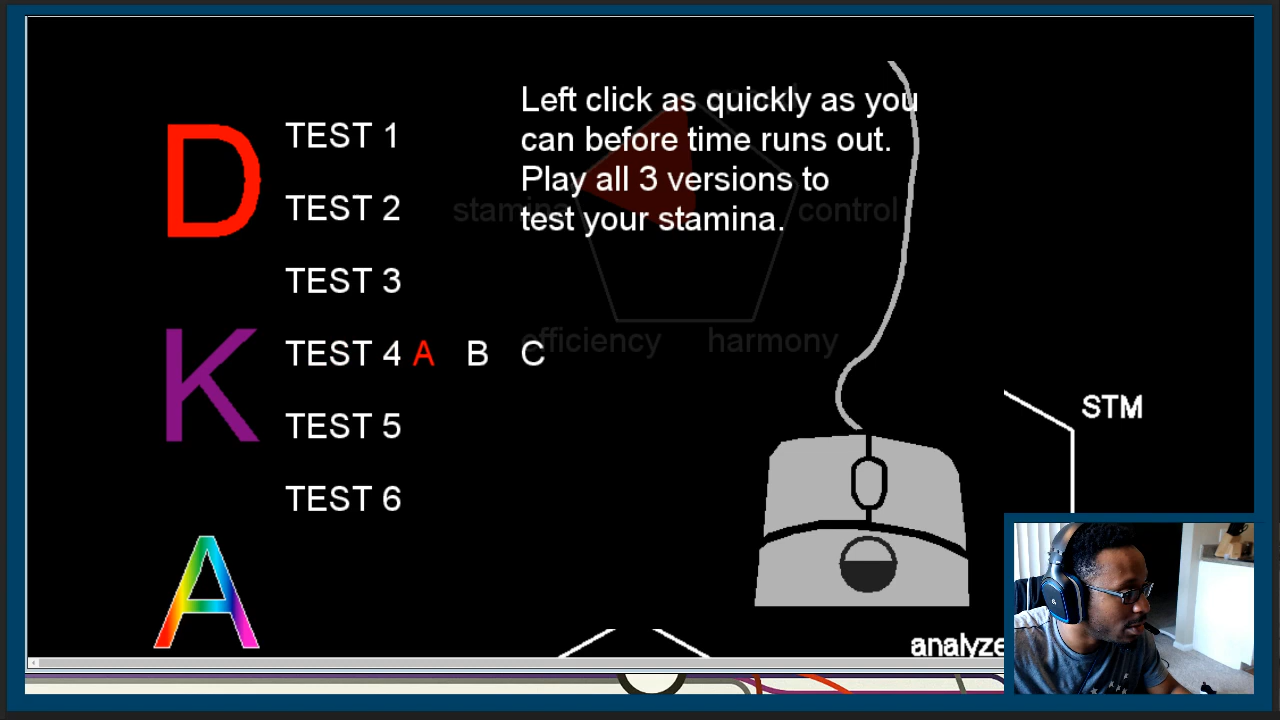 D
K
A
TEST 1
TEST 2
TEST 3
TEST 4 A B C
TEST 5
TEST 6
Left click as quickly as you
can before time runs out.
Play all 3 versions to
test your stamina.
stamina
control
efficiency
harmony
STM